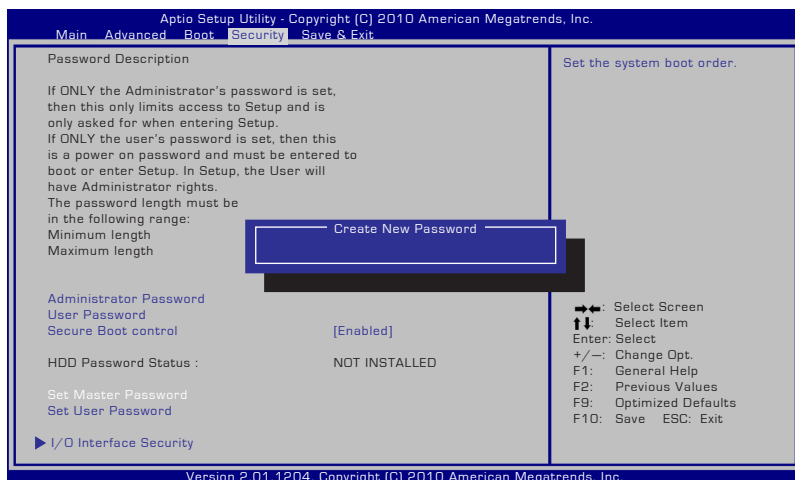 Aptio Setup Utility - Copyright (C) 2010 American Megatrends, Inc.
Main Advanced Boot Security Save & Exit
Password Description
If ONLY the Administrator's password is set,
then this only limits access to Setup and is
only asked for when entering Setup.
If ONLY the user's password is set, then this
is a power on password and must be entered to
boot or enter Setup. In Setup, the User will
have Administrator rights.
The password length must be
in the following range:
Minimum length
Maximum length
Create New Password
Administrator Password
User Password
Secure Boot control [Enabled]
HDD Password Status : NOT INSTALLED
Set Master Password
Set User Password
I/O Interface Security
Set the system boot order.
→←: Select Screen
↑↓: Select Item
Enter: Select
+/—: Change Opt.
F1: General Help
F2: Previous Values
F9: Optimized Defaults
F10: Save ESC: Exit
Version 2.01.1204. Copyright (C) 2010 American Megatrends, Inc.